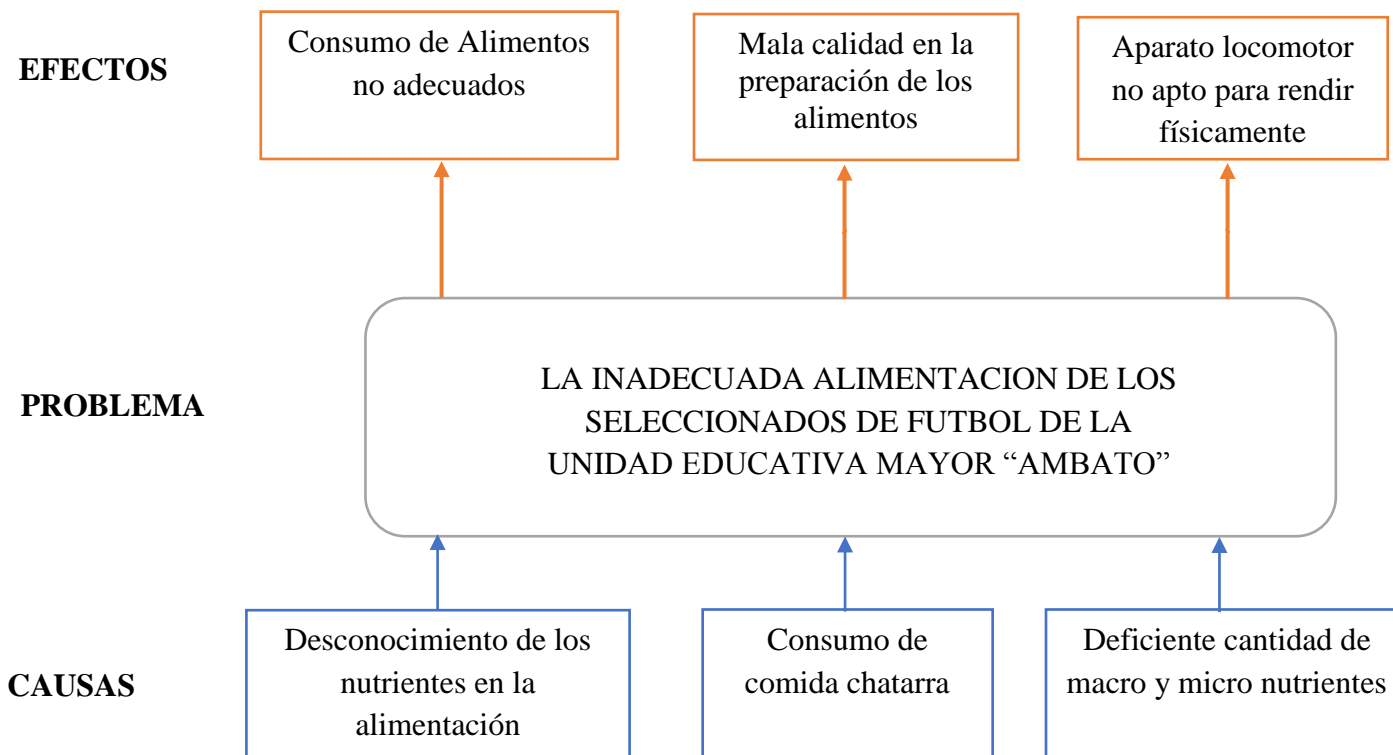 EFECTOS
Consumo de Alimentos
no adecuados
Mala calidad en la
preparación de los
alimentos
Aparato locomotor
no apto para rendir
físicamente
PROBLEMA
LA INADECUADA ALIMENTACION DE LOS
SELECCIONADOS DE FUTBOL DE LA
UNIDAD EDUCATIVA MAYOR “AMBATO”
CAUSAS
Desconocimiento de los
nutrientes en la
alimentación
Consumo de
comida chatarra
Deficiente cantidad de
macro y micro nutrientes